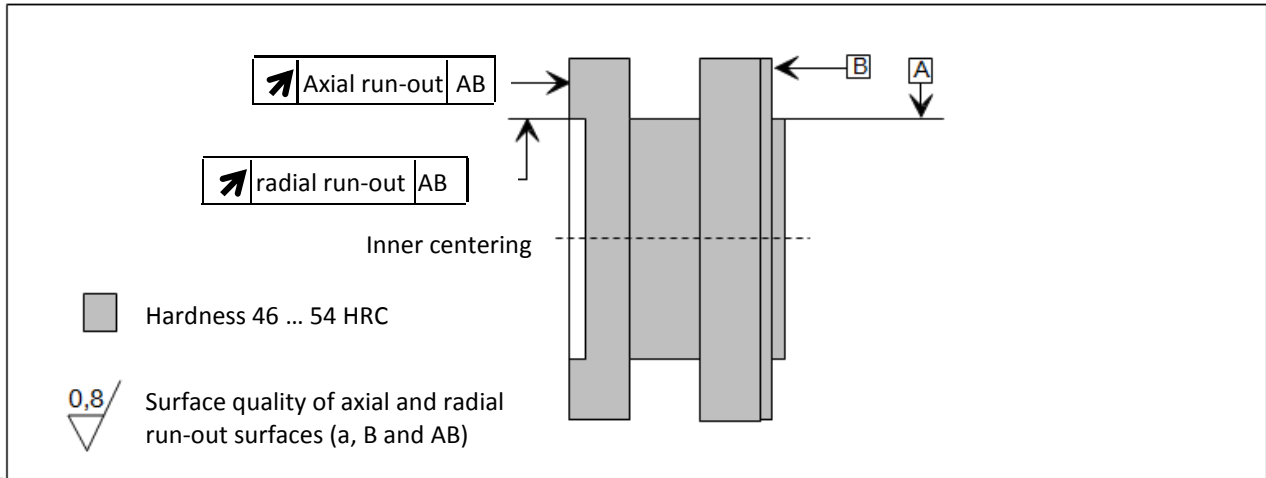 Axial run-out AB
B
A
radial run-out AB
Inner centering
Hardness 46 ... 54 HRC
0,8
Surface quality of axial and radial
run-out surfaces (a, B and AB)